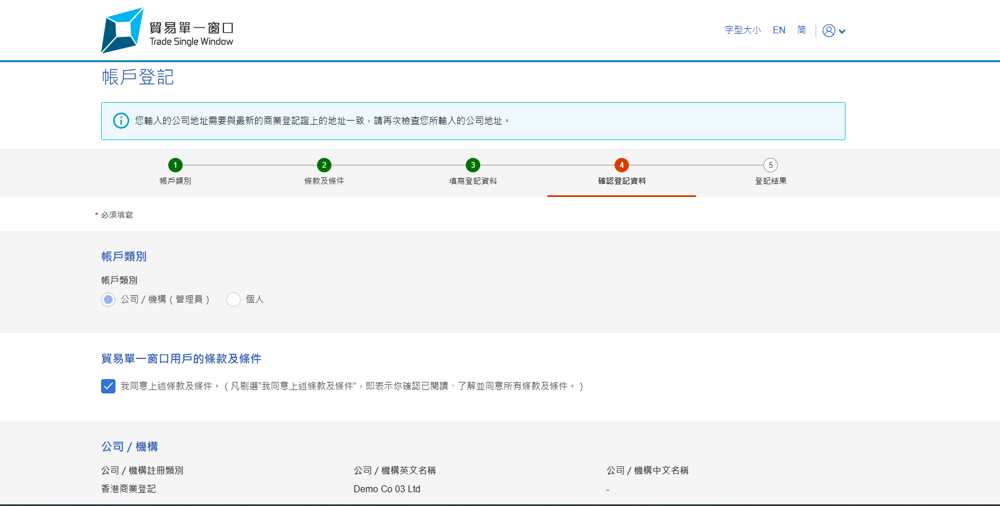 貿易單一窗口
Trade Single Window
字型大小 EN 简
帳戶登記
您輸入的公司地址需要與最新的商業登記證上的地址一致，請再次檢查您所輸入的公司地址。
1 2 3 4 5
帳戶類別 條款及條件 填寫登記資料 確認登記資料 登記結果
* 必須填寫
帳戶類別
帳戶類別
公司 / 機構 ( 管理員 ) 個人
貿易單一窗口用戶的條款及條件
我同意上述條款及條件。 ( 凡剔選“我同意上述條款及條件”，即表示你確認已閱讀、了解並同意所有條款及條件。 )
公司 / 機構
公司 / 機構註冊類別 公司 / 機構英文名稱 公司 / 機構中文名稱
香港商業登記 Demo Co 03 Ltd -